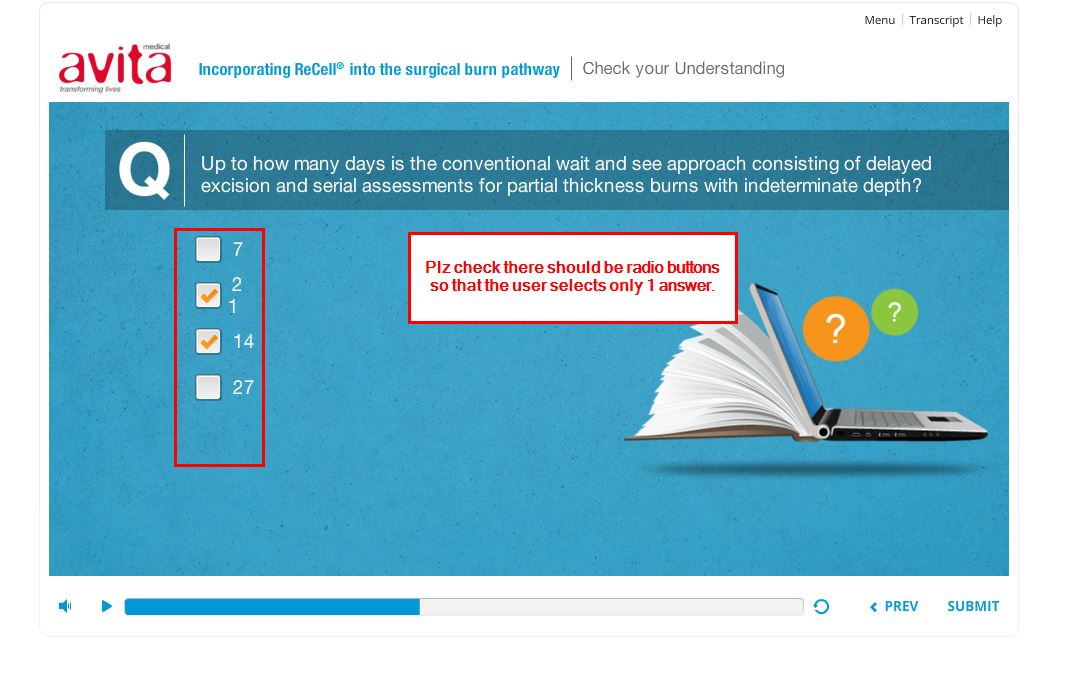 Menu Transcript Help
medical
avita
transforming lives
Incorporating ReCell® into the surgical burn pathway
Check your Understanding
Q
Up to how many days is the conventional wait and see approach consisting of delayed
excision and serial assessments for partial thickness burns with indeterminate depth?
7
2
1
14
27
Plz check there should be radio buttons
so that the user selects only 1 answer.
?
?
PREV SUBMIT